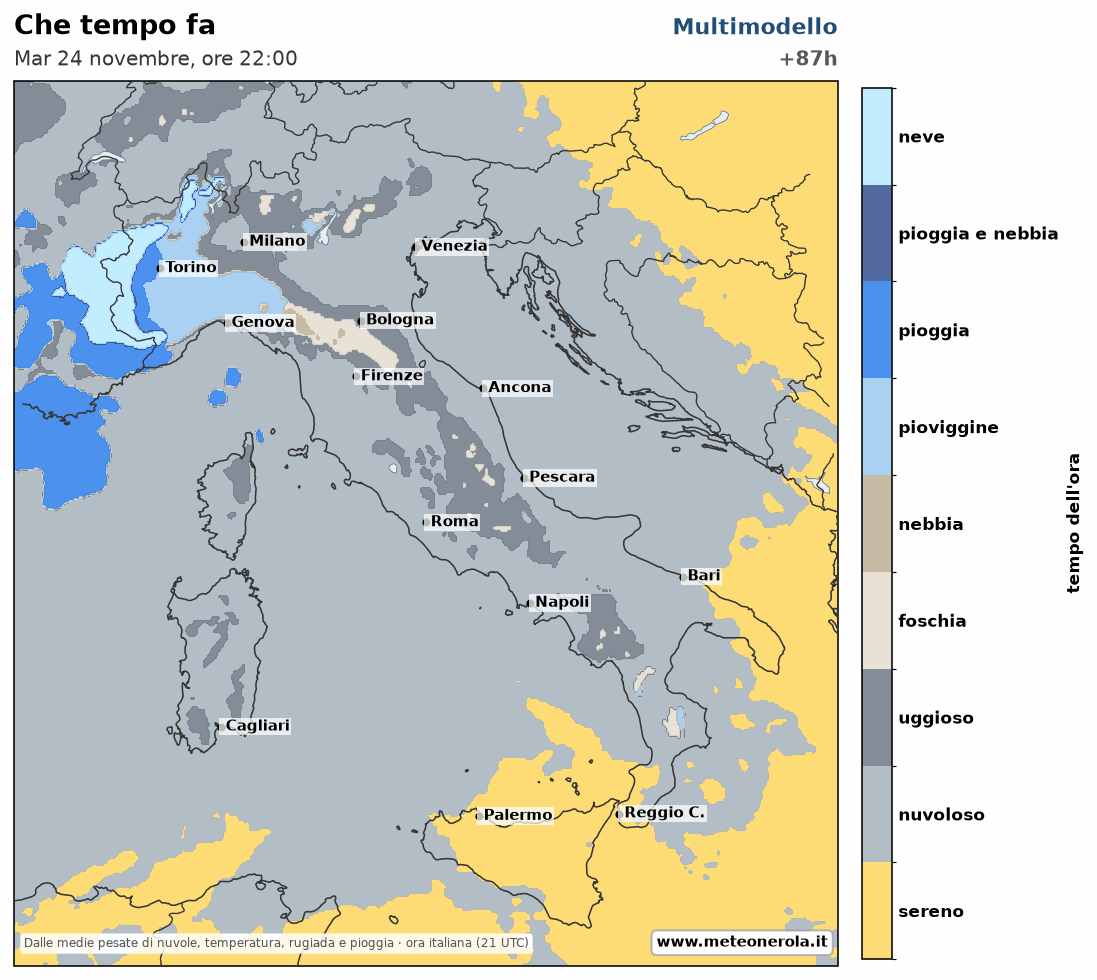 Che tempo fa
Multimodello
Mar 24 novembre, ore 22:00
+87h
neve
pioggia e nebbia
pioggia
pioviggine
nebbia
foschia
uggioso
nuvoloso
sereno
tempo dell'ora
Milano
Venezia
Torino
Genova
Bologna
Firenze
Ancona
Pescara
Roma
Bari
Napoli
Cagliari
Palermo
Reggio C.
Dalle medie pesate di nuvole, temperatura, rugiada e pioggia · ora italiana (21 UTC)
www.meteonerola.it